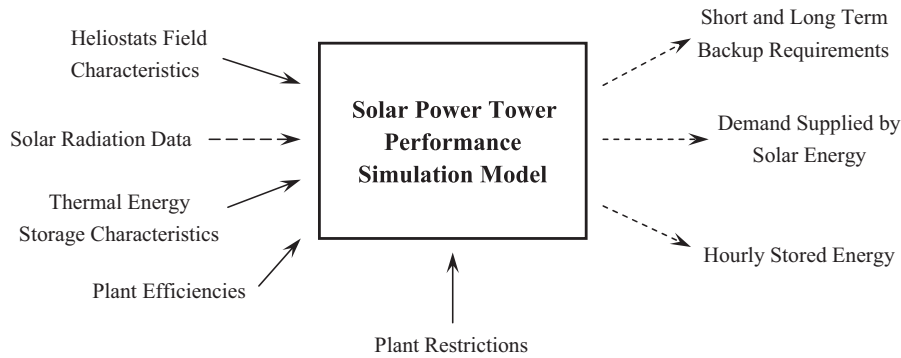 Heliostats Field
Characteristics
Solar Radiation Data
Thermal Energy
Storage Characteristics
Plant Efficiencies
Solar Power Tower
Performance
Simulation Model
Plant Restrictions
Short and Long Term
Backup Requirements
Demand Supplied by
Solar Energy
Hourly Stored Energy